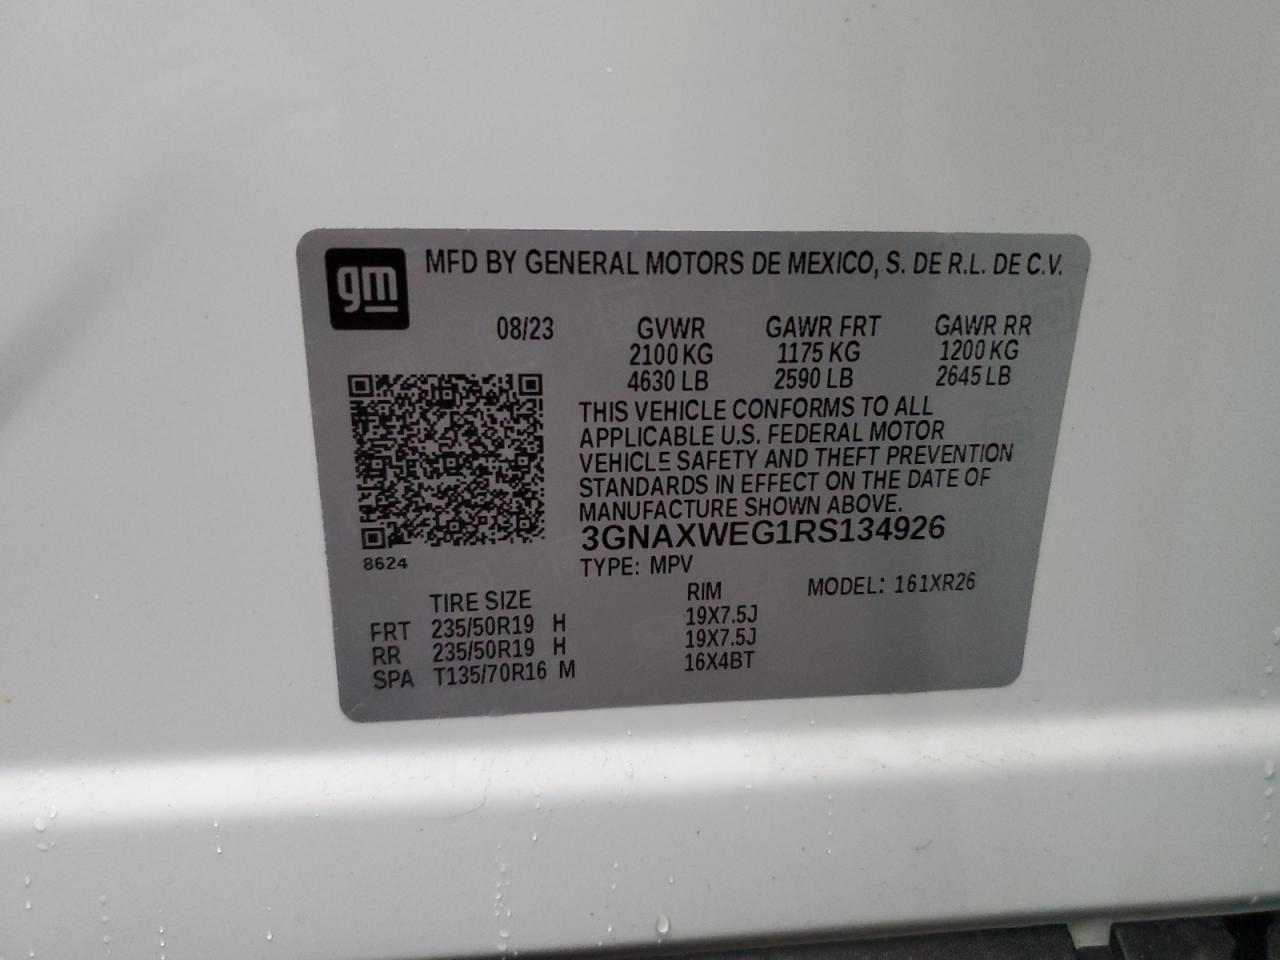 gm MFD BY GENERAL MOTORS DE MEXICO, S. DE R.L. DE C.V.
08/23 GVWR GAWR FRT GAWR RR
2100 KG 1175 KG 1200 KG
4630 LB 2590 LB 2645 LB
THIS VEHICLE CONFORMS TO ALL
APPLICABLE U.S. FEDERAL MOTOR
VEHICLE SAFETY AND THEFT PREVENTION
STANDARDS IN EFFECT ON THE DATE OF
MANUFACTURE SHOWN ABOVE.
3GNAXWEG1RS134926
8624 TYPE: MPV
TIRE SIZE RIM MODEL: 161XR26
FRT 235/50R19 H 19X7.5J
RR 235/50R19 H 19X7.5J
SPA T135/70R16 M 16X4BT